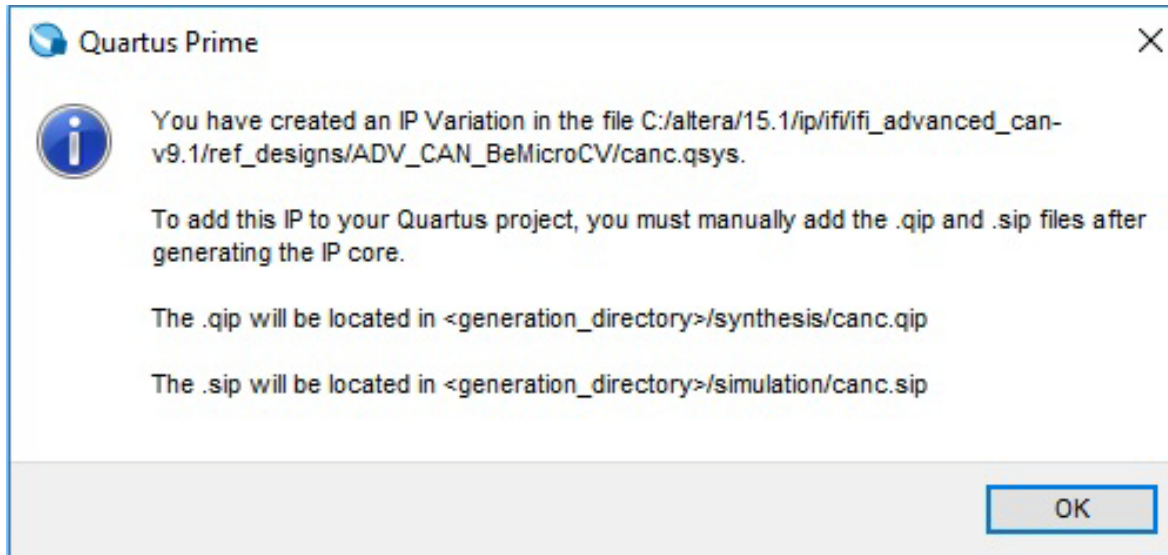 Quartus Prime
You have created an IP Variation in the file C:/altera/15.1/ip/ifi/ifi_advanced_can-
v9.1/ref_designs/ADV_CAN_BeMicroCV/canc.qsys.
To add this IP to your Quartus project, you must manually add the .qip and .sip files after
generating the IP core.
The .qip will be located in <generation_directory>/synthesis/canc.qip
The .sip will be located in <generation_directory>/simulation/canc.sip
OK